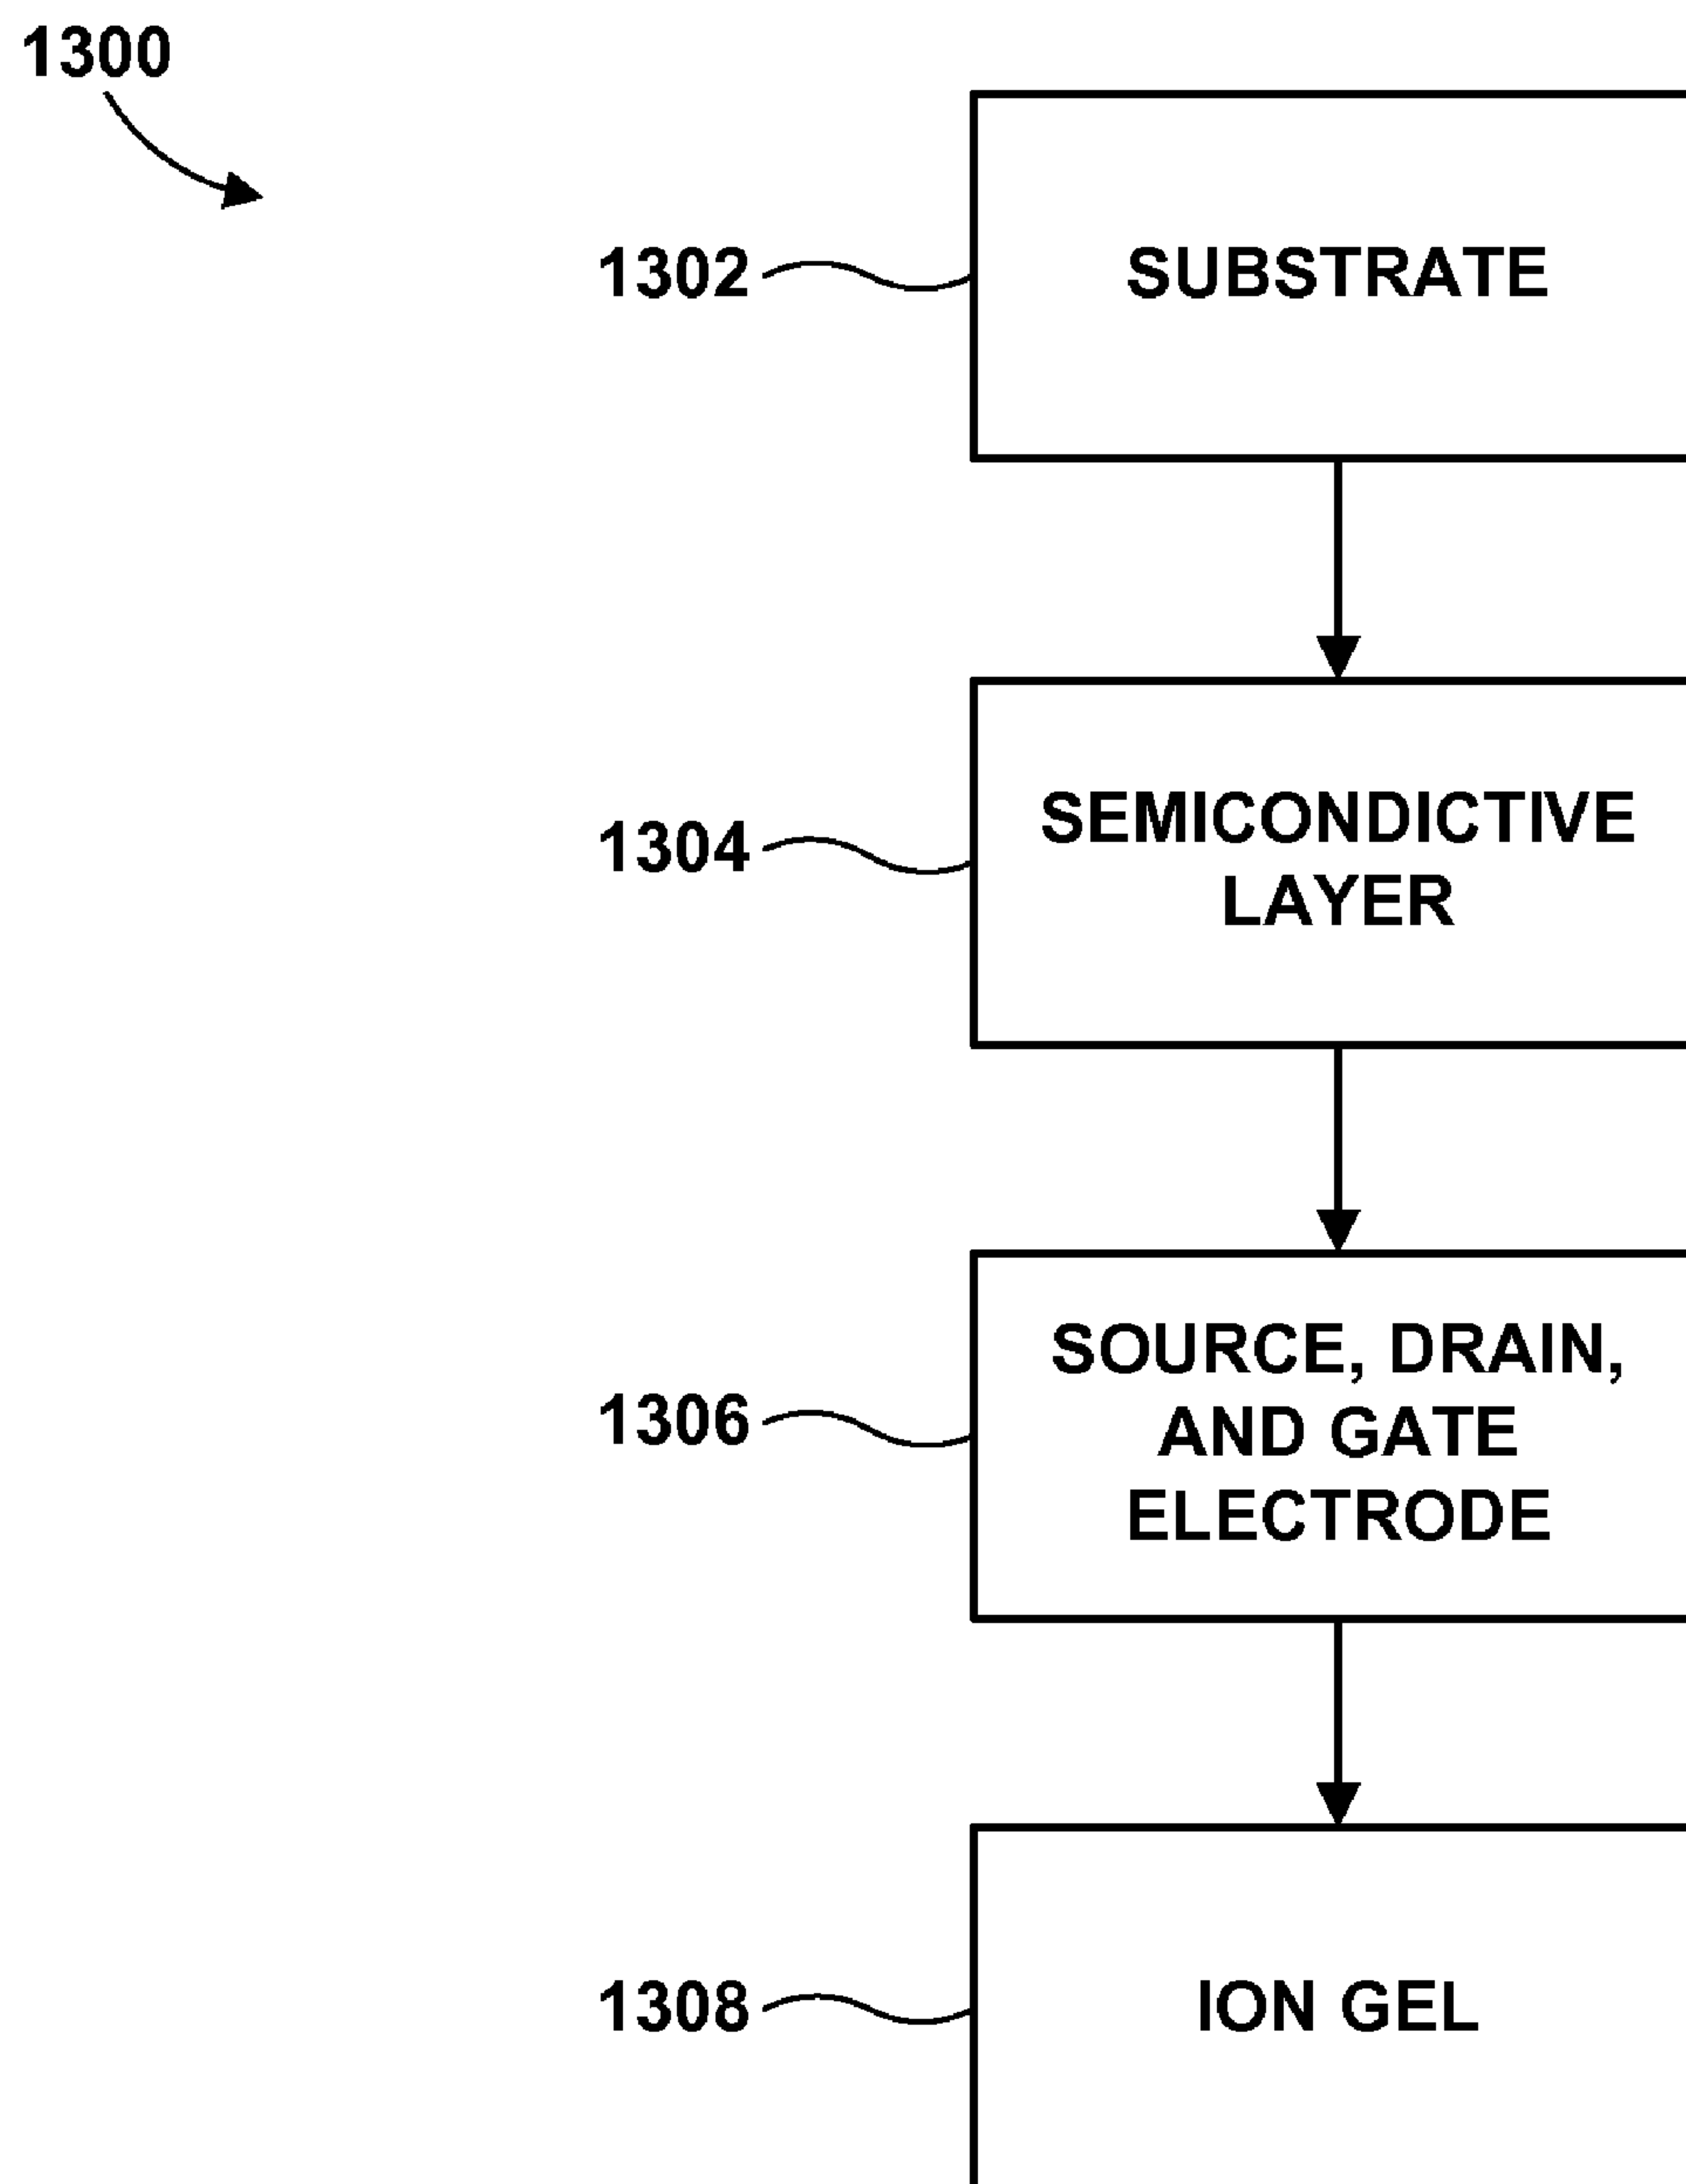 1300
1302
SUBSTRATE
1304
SEMICONDICTIVE
LAYER
1306
SOURCE, DRAIN,
AND GATE
ELECTRODE
1308
ION GEL